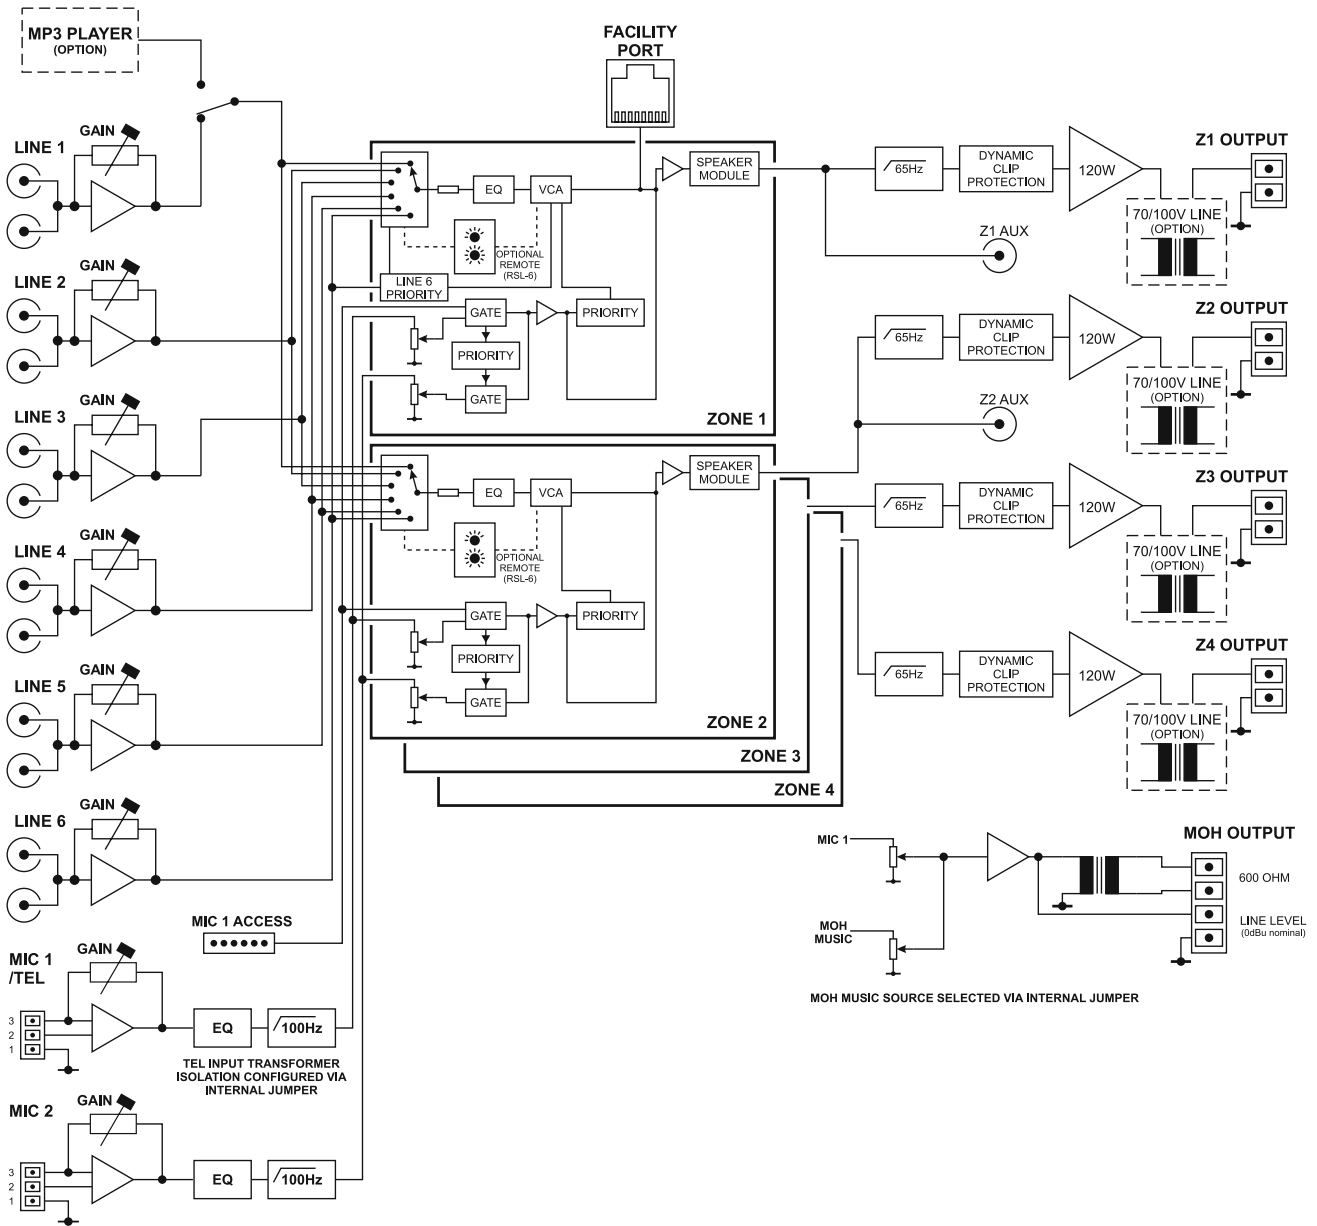 MP3 PLAYER
(OPTION)
LINE 1
GAIN
LINE 2
GAIN
LINE 3
GAIN
LINE 4
GAIN
LINE 5
GAIN
LINE 6
GAIN
MIC 1 ACCESS
MIC 1
/TEL
GAIN
3
2
1
EQ
100Hz
TEL INPUT TRANSFORMER
ISOLATION CONFIGURED VIA
INTERNAL JUMPER
MIC 2
GAIN
3
2
1
EQ
100Hz
FACILITY
PORT
EQ
VCA
SPEAKER
MODULE
OPTIONAL
REMOTE
(RSL-6)
LINE 6
PRIORITY
GATE
PRIORITY
PRIORITY
GATE
ZONE 1
EQ
VCA
SPEAKER
MODULE
OPTIONAL
REMOTE
(RSL-6)
GATE
PRIORITY
PRIORITY
GATE
ZONE 2
ZONE 3
ZONE 4
65Hz
DYNAMIC
CLIP
PROTECTION
120W
Z1 OUTPUT
70/100V LINE
(OPTION)
Z1 AUX
65Hz
DYNAMIC
CLIP
PROTECTION
120W
Z2 OUTPUT
70/100V LINE
(OPTION)
Z2 AUX
65Hz
DYNAMIC
CLIP
PROTECTION
120W
Z3 OUTPUT
70/100V LINE
(OPTION)
65Hz
DYNAMIC
CLIP
PROTECTION
120W
Z4 OUTPUT
70/100V LINE
(OPTION)
MIC 1
MOH
MUSIC
MOH OUTPUT
600 OHM
LINE LEVEL
(0dBu nominal)
MOH MUSIC SOURCE SELECTED VIA INTERNAL JUMPER